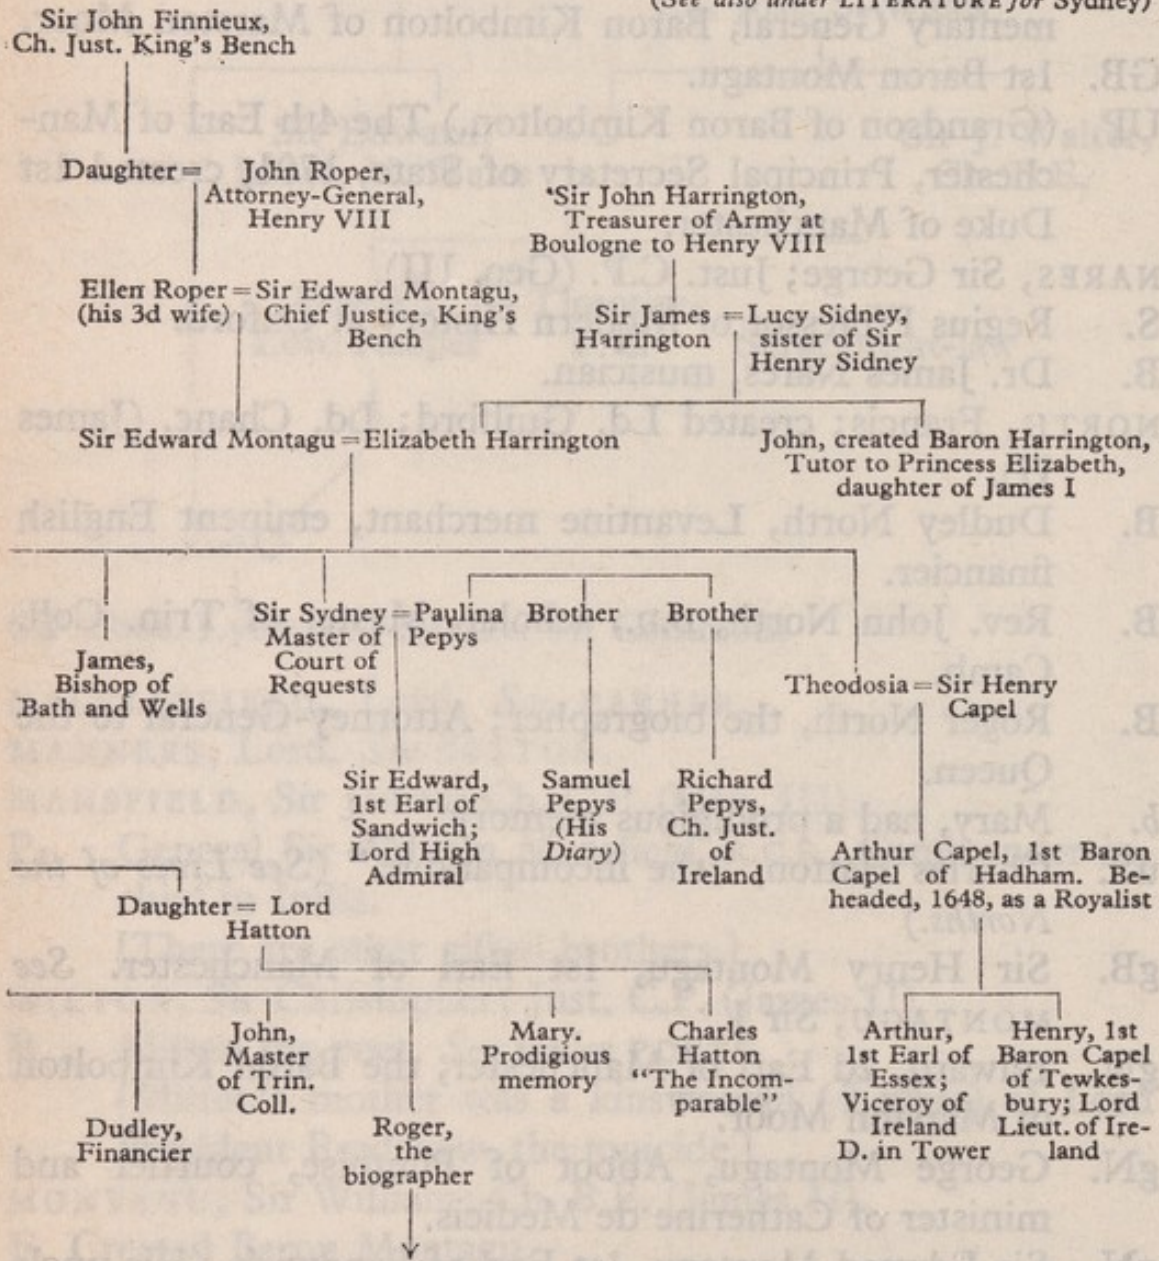 (See also under LITERATURE for Sydney)
Sir John Finnieux,
Ch. Just. King's Bench
Daughter = John Roper,
Attorney-General,
Henry VIII
Sir John Harrington,
Treasurer of Army at
Boulogne to Henry VIII
Ellen Roper = Sir Edward Montagu,
(his 3d wife) Chief Justice, King's
Bench
Sir James = Lucy Sidney,
Harrington sister of Sir
Henry Sidney
Sir Edward Montagu = Elizabeth Harrington
John, created Baron Harrington,
Tutor to Princess Elizabeth,
daughter of James I
James,
Bishop of
Bath and Wells
Sir Sydney = Paulina
Master of Pepys
Court of
Requests
Brother
Brother
Theodosia = Sir Henry
Capel
Sir Edward,
1st Earl of
Sandwich;
Lord High
Admiral
Samuel
Pepys
(His
Diary)
Richard
Pepys,
Ch. Just.
of
Ireland
Arthur Capel, 1st Baron
Capel of Hadham. Be-
headed, 1648, as a Royalist
Daughter = Lord
Hatton
Dudley,
Financier
John,
Master
of Trin.
Coll.
Roger,
the
biographer
Mary.
Prodigious
memory
Charles
Hatton
"The Incom-
parable"
Arthur,
1st Earl of
Essex;
Viceroy of
Ireland
D. in Tower
Henry, 1st
Baron Capel
of Tewkes-
bury; Lord
Lieut. of Ire-
land